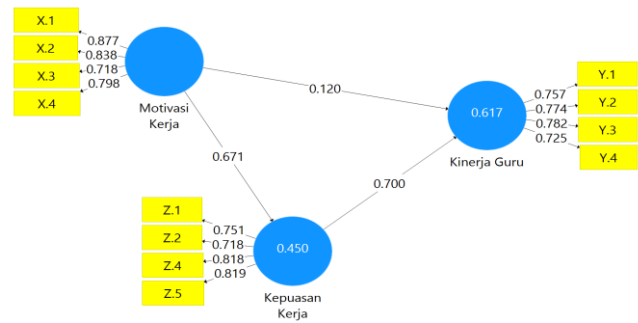 X.1
X.2
X.3
X.4
0.877
0.838
0.718
0.798
Motivasi
Kerja
0.120
0.617
Kinerja Guru
0.757
0.774
0.782
0.725
Y.1
Y.2
Y.3
Y.4
0.671
0.700
Z.1
Z.2
Z.4
Z.5
0.751
0.718
0.818
0.819
0.450
Kepuasan
Kerja